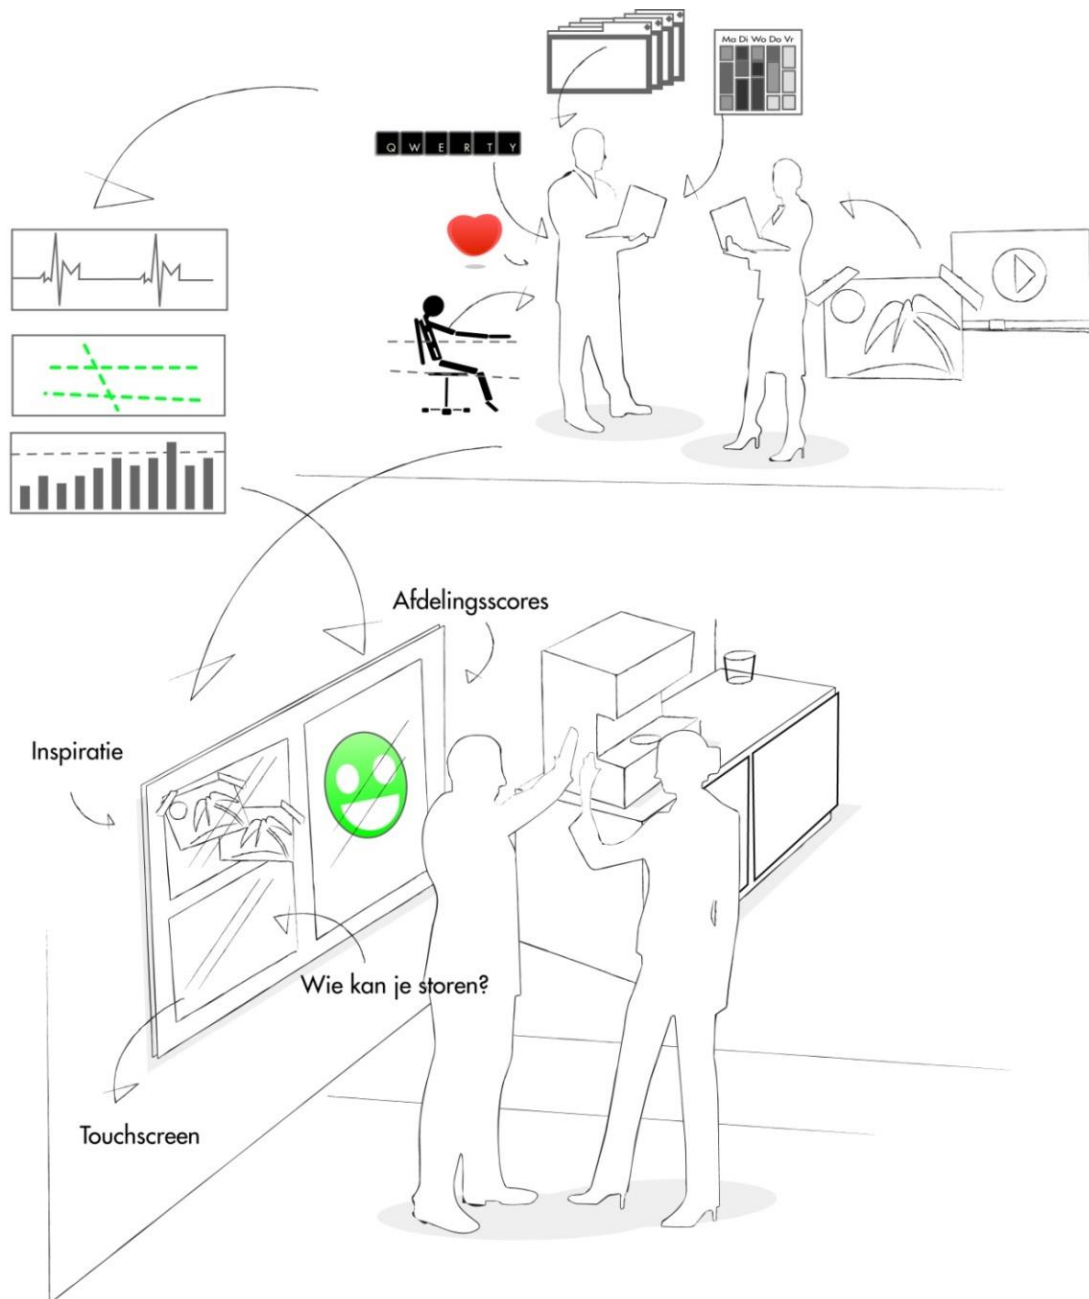 Ma Di Wo Do Vr
Q W E R T Y
Afdelingsscores
Inspiratie
Wie kan je storen?
Touchscreen